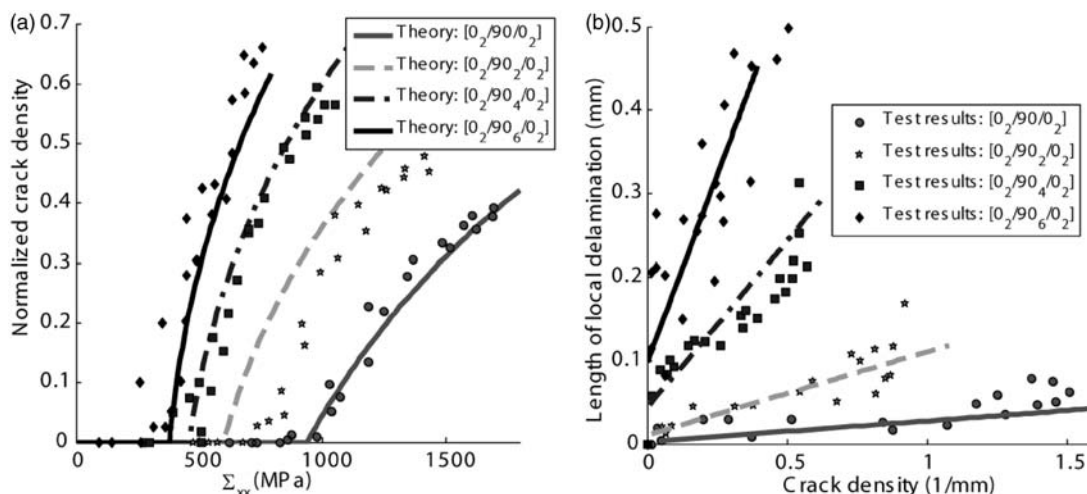 (a)
0.7
0.6
0.5
0.4
0.3
0.2
0.1
0
Normalized crack density
Theory: [0₂/90/0₂]
Theory: [0₂/90₂/0₂]
Theory: [0₂/90₄/0₂]
Theory: [0₂/90₆/0₂]
0 500 1000 1500
Σxx (MPa)
(b)
0.5
0.4
0.3
0.2
0.1
0
Length of local delamination (mm)
Test results: [0₂/90/0₂]
Test results: [0₂/90₂/0₂]
Test results: [0₂/90₄/0₂]
Test results: [0₂/90₆/0₂]
0 0.5 1 1.5
Crack density (1/mm)